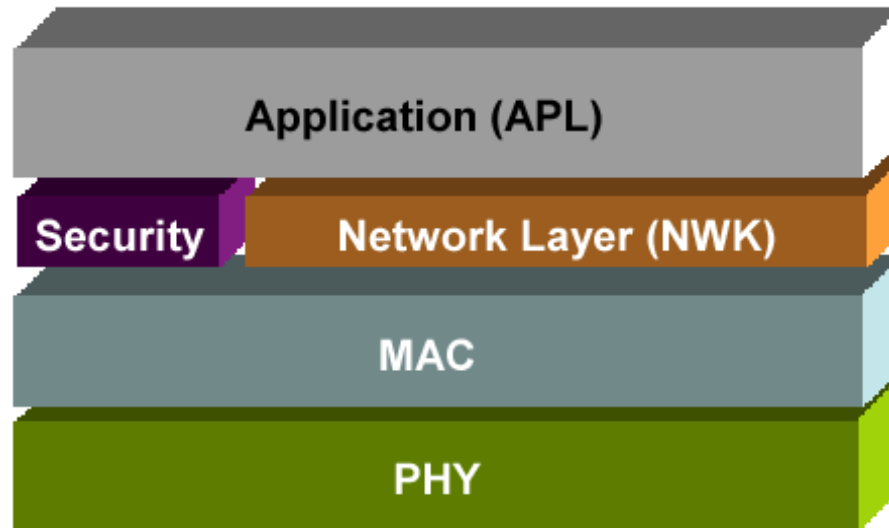 Application (APL)
Security
Network Layer (NWK)
MAC
PHY